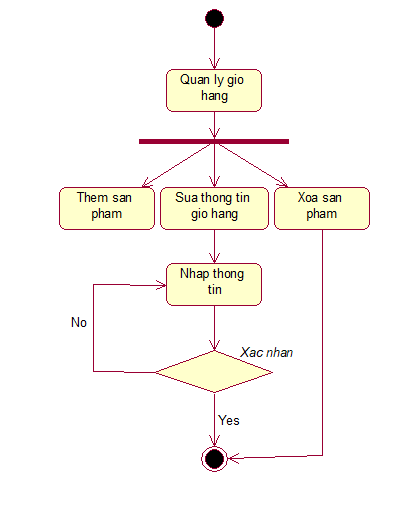 Quan ly gio
hang
Them san
pham
Sua thong tin
gio hang
Xoa san
pham
Nhap thong
tin
No
Xac nhan
Yes